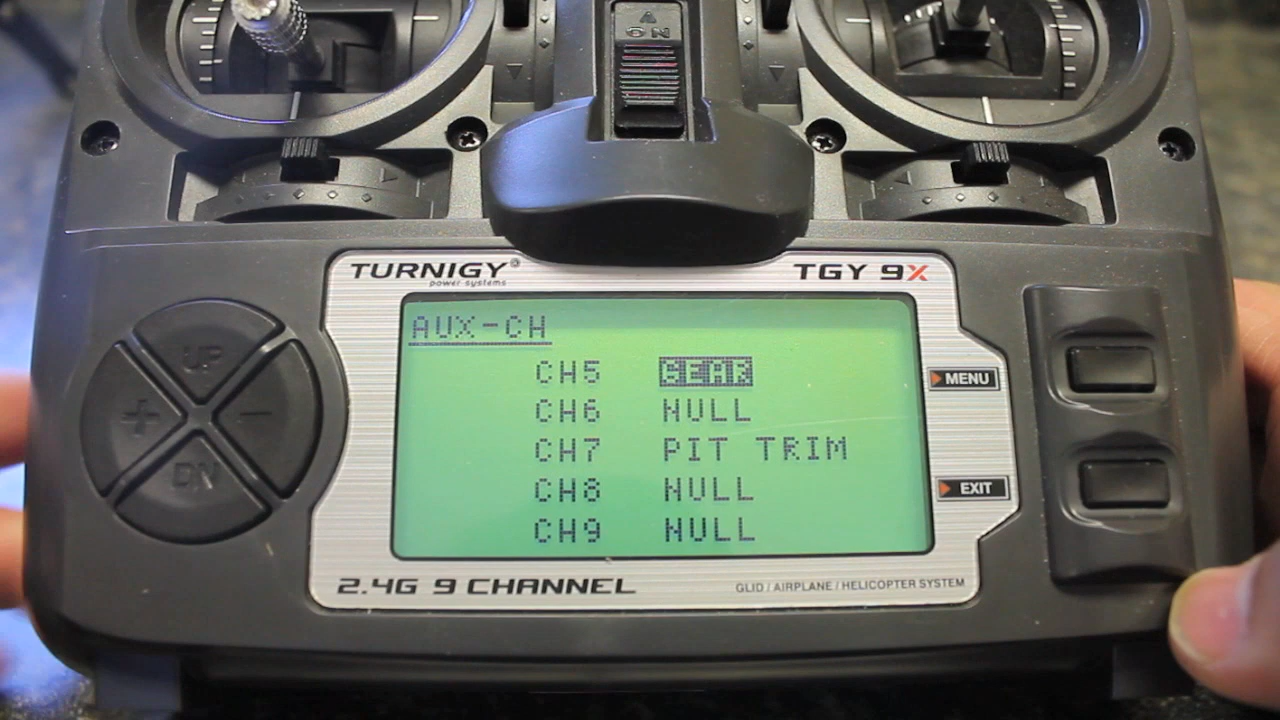 ON
TURNIGY®
power systems
TGY 9X
AUX-CH
CH5 GEAR
CH6 NULL
CH7 PIT TRIM
CH8 NULL
CH9 NULL
UP
+ -
DN
MENU
EXIT
2.4G 9 CHANNEL
GLID / AIRPLANE / HELICOPTER SYSTEM